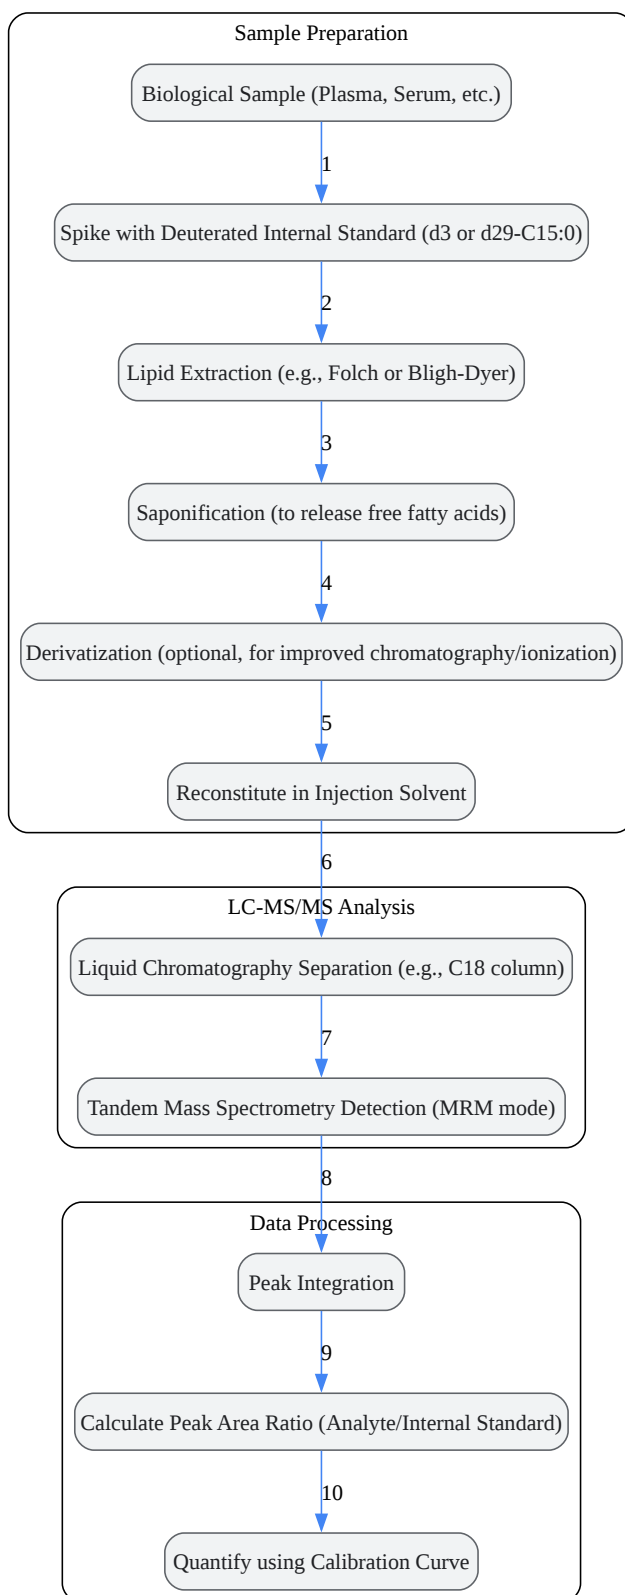 Sample Preparation
Biological Sample (Plasma, Serum, etc.)
1
Spike with Deuterated Internal Standard (d3 or d29-C15:0)
2
Lipid Extraction (e.g., Folch or Bligh-Dyer)
3
Saponification (to release free fatty acids)
4
Derivatization (optional, for improved chromatography/ionization)
5
Reconstitute in Injection Solvent
6
LC-MS/MS Analysis
Liquid Chromatography Separation (e.g., C18 column)
7
Tandem Mass Spectrometry Detection (MRM mode)
8
Data Processing
Peak Integration
9
Calculate Peak Area Ratio (Analyte/Internal Standard)
10
Quantify using Calibration Curve